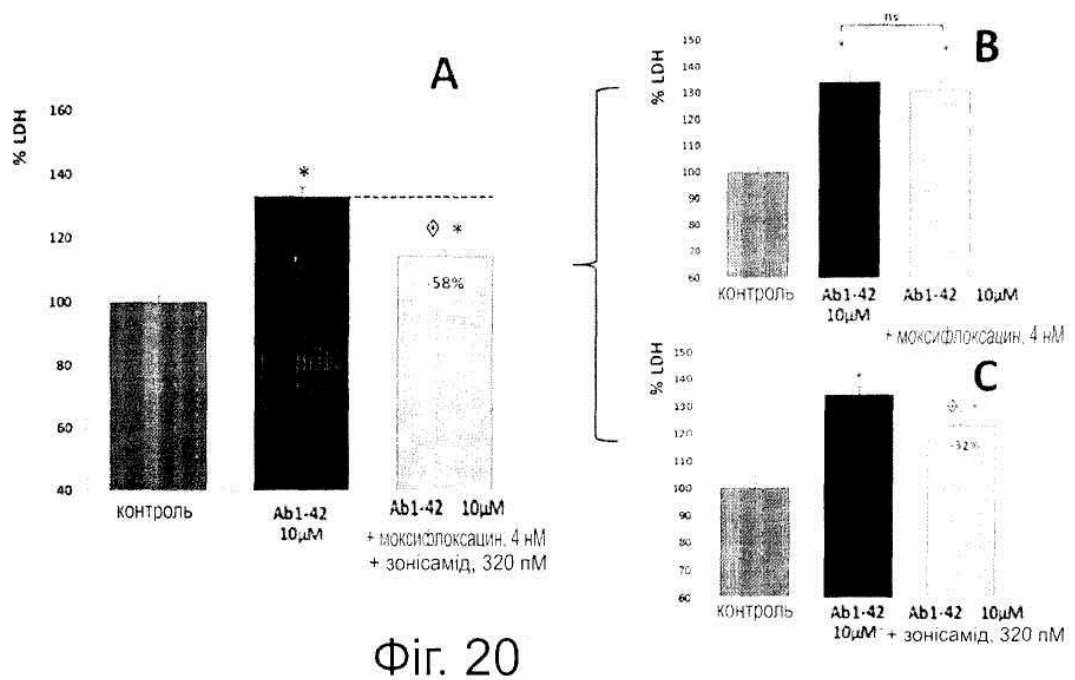 A
% LDH
160
140
120
100
80
60
40
*
◊ *
-58%
контроль
Ab1-42
10µM
Ab1-42 10µM
+ моксифлоксацин, 4 нМ
+ зонісамід, 320 пМ
B
% LDH
ns
150
140
130
120
110
100
90
80
70
60
* *
контроль
Ab1-42
10µM
Ab1-42 10µM
+ моксифлоксацин, 4 нМ
C
% LDH
150
140
130
120
110
100
90
80
70
60
*
◊ *
-32%
контроль
Ab1-42
10µM
Ab1-42 10µM
+ зонісамід, 320 пМ
Фіг. 20